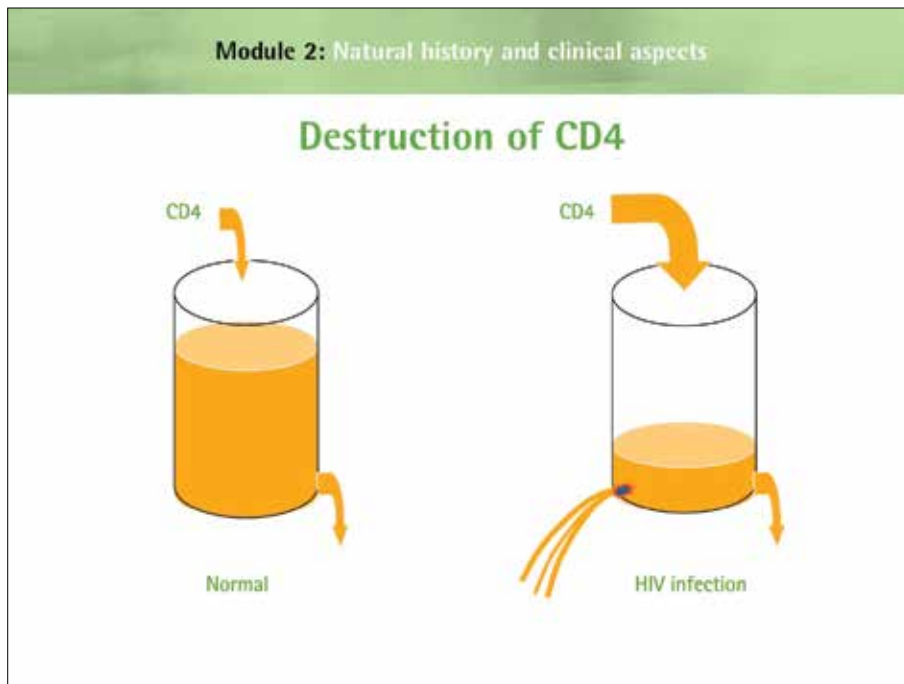 Module 2: Natural history and clinical aspects
Destruction of CD4
CD4
CD4
Normal
HIV infection